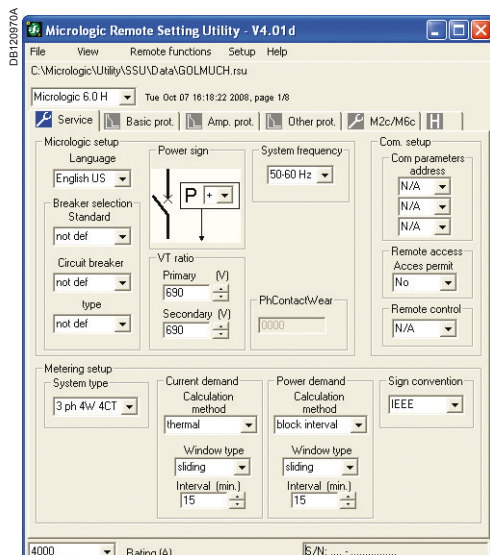 DB120970A
Micrologic Remote Setting Utility - V4.01d
File View Remote functions Setup Help
C:\Micrologic\Utility\SSU\Data\GOLMUCH.rsu
Micrologic 6.0 H Tue Oct 07 16:18:22 2008, page 1/8
Service Basic prot. Amp. prot. Other prot. M2c/M6c H
Micrologic setup
Language
English US
Breaker selection
Standard
not def
Circuit breaker
not def
type
not def
Power sign
P +
VT ratio
Primary (V)
690
Secondary (V)
690
System frequency
50-60 Hz
PhContactWear
0000
Com. setup
Com parameters
address
N/A
N/A
N/A
Remote access
Acces permit
No
Remote control
N/A
Metering setup
System type
3 ph 4W 4CT
Current demand
Calculation
method
thermal
Window type
sliding
Interval (min.)
15
Power demand
Calculation
method
block interval
Window type
sliding
Interval (min.)
15
Sign convention
IEEE
4000 Rating (A) S/N: .... - ...............